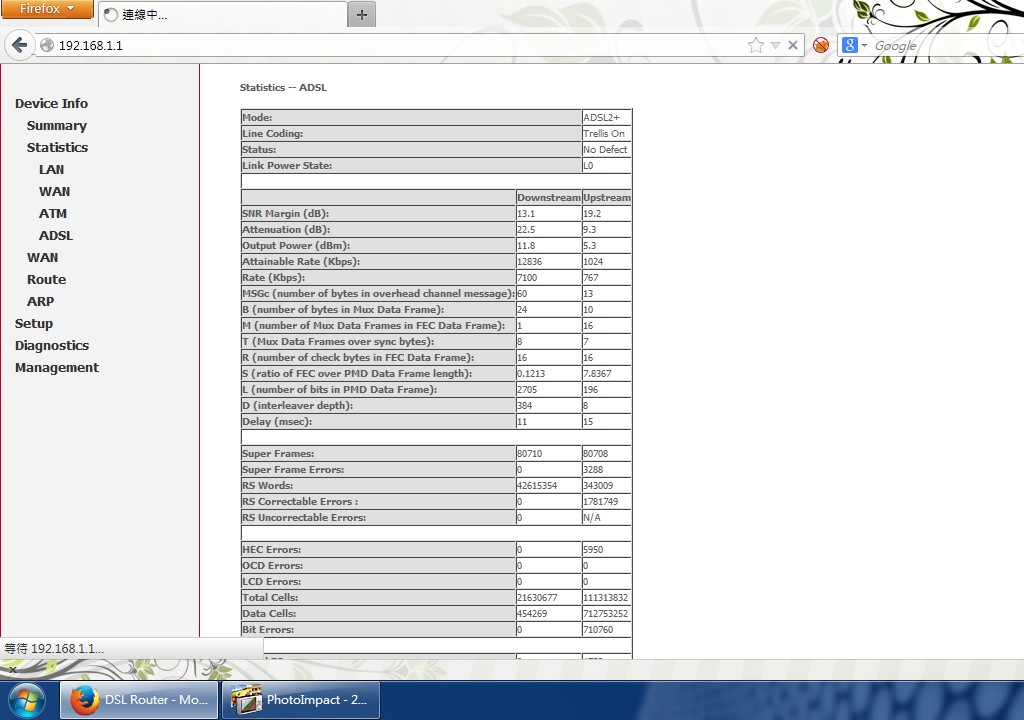 Firefox
連線中...
192.168.1.1
Google
Device Info
Summary
Statistics
LAN
WAN
ATM
ADSL
WAN
Route
ARP
Setup
Diagnostics
Management
Statistics -- ADSL
Mode: ADSL2+
Line Coding: Trellis On
Status: No Defect
Link Power State: L0
Downstream Upstream
SNR Margin (dB): 13.1 19.2
Attenuation (dB): 22.5 9.3
Output Power (dBm): 11.8 5.3
Attainable Rate (Kbps): 12836 1024
Rate (Kbps): 7100 767
MSGc (number of bytes in overhead channel message): 60 13
B (number of bytes in Mux Data Frame): 24 10
M (number of Mux Data Frames in FEC Data Frame): 1 16
T (Mux Data Frames over sync bytes): 8 7
R (number of check bytes in FEC Data Frame): 16 16
S (ratio of FEC over PMD Data Frame length): 0.1213 7.8367
L (number of bits in PMD Data Frame): 2705 196
D (interleaver depth): 384 8
Delay (msec): 11 15
Super Frames: 80710 80708
Super Frame Errors: 0 3288
RS Words: 42615354 343009
RS Correctable Errors : 0 1781749
RS Uncorrectable Errors: 0 N/A
HEC Errors: 0 5950
OCD Errors: 0 0
LCD Errors: 0 0
Total Cells: 21630677 111313832
Data Cells: 454269 712753252
Bit Errors: 0 710760
等待 192.168.1.1...
DSL Router - Mo...
PhotoImpact - 2...